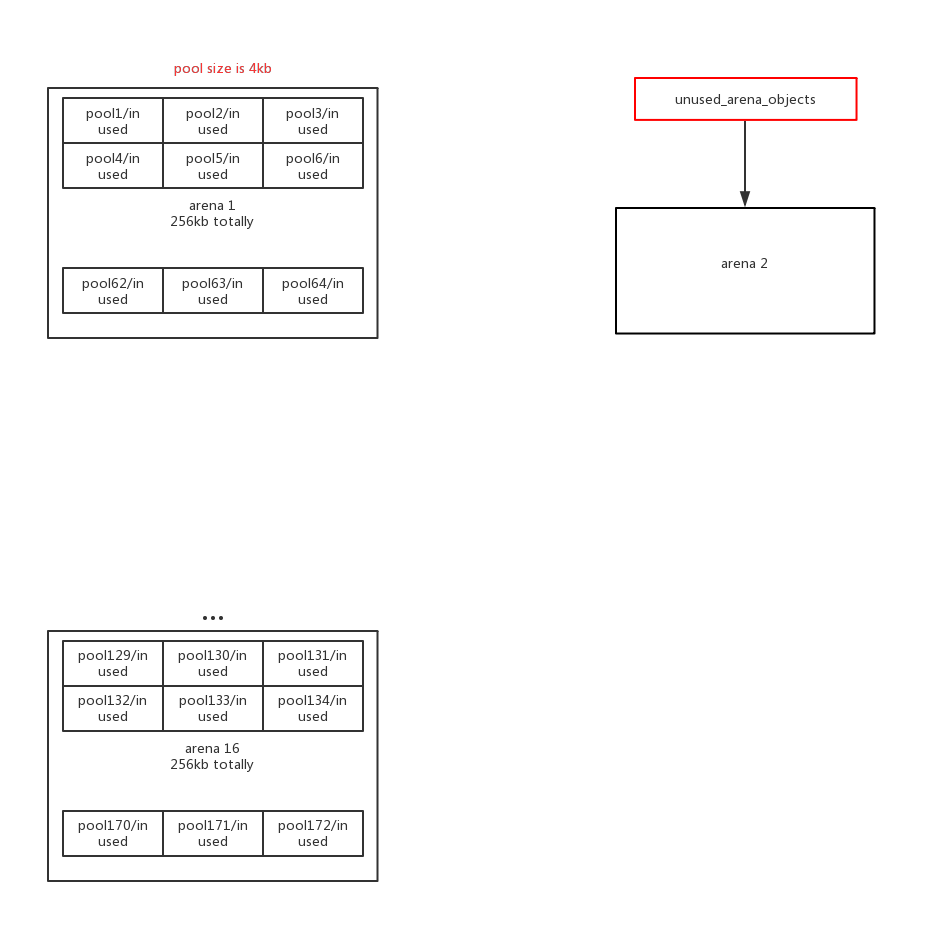 pool size is 4kb
pool1/in
used
pool2/in
used
pool3/in
used
pool4/in
used
pool5/in
used
pool6/in
used
arena 1
256kb totally
pool62/in
used
pool63/in
used
pool64/in
used
unused_arena_objects
arena 2
...
pool129/in
used
pool130/in
used
pool131/in
used
pool132/in
used
pool133/in
used
pool134/in
used
arena 16
256kb totally
pool170/in
used
pool171/in
used
pool172/in
used